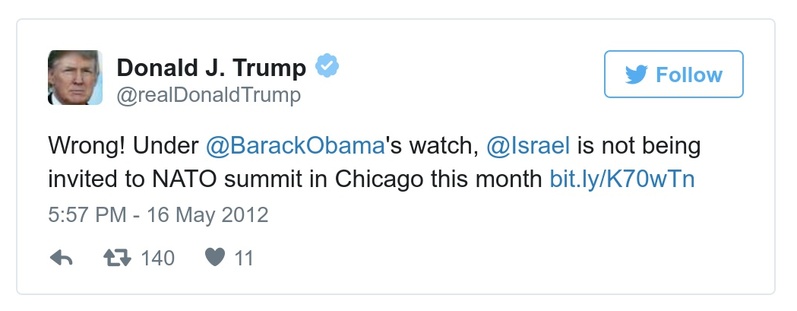 Donald J. Trump
@realDonaldTrump
Follow
Wrong! Under @BarackObama's watch, @Israel is not being
invited to NATO summit in Chicago this month bit.ly/K70wTn
5:57 PM - 16 May 2012
140 11